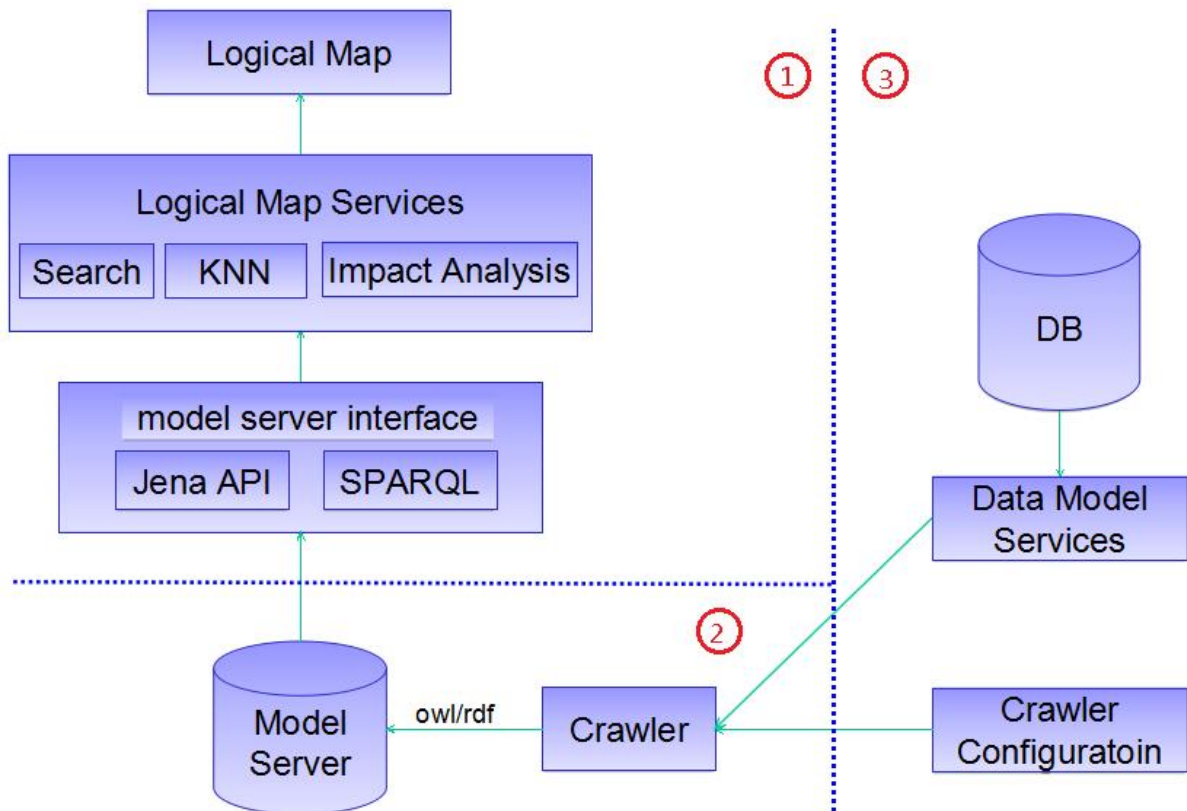 Logical Map
1
3
Logical Map Services
Search
KNN
Impact Analysis
DB
model server interface
Jena API
SPARQL
Data Model
Services
2
owl/rdf
Model
Server
Crawler
Crawler
Configuratoin